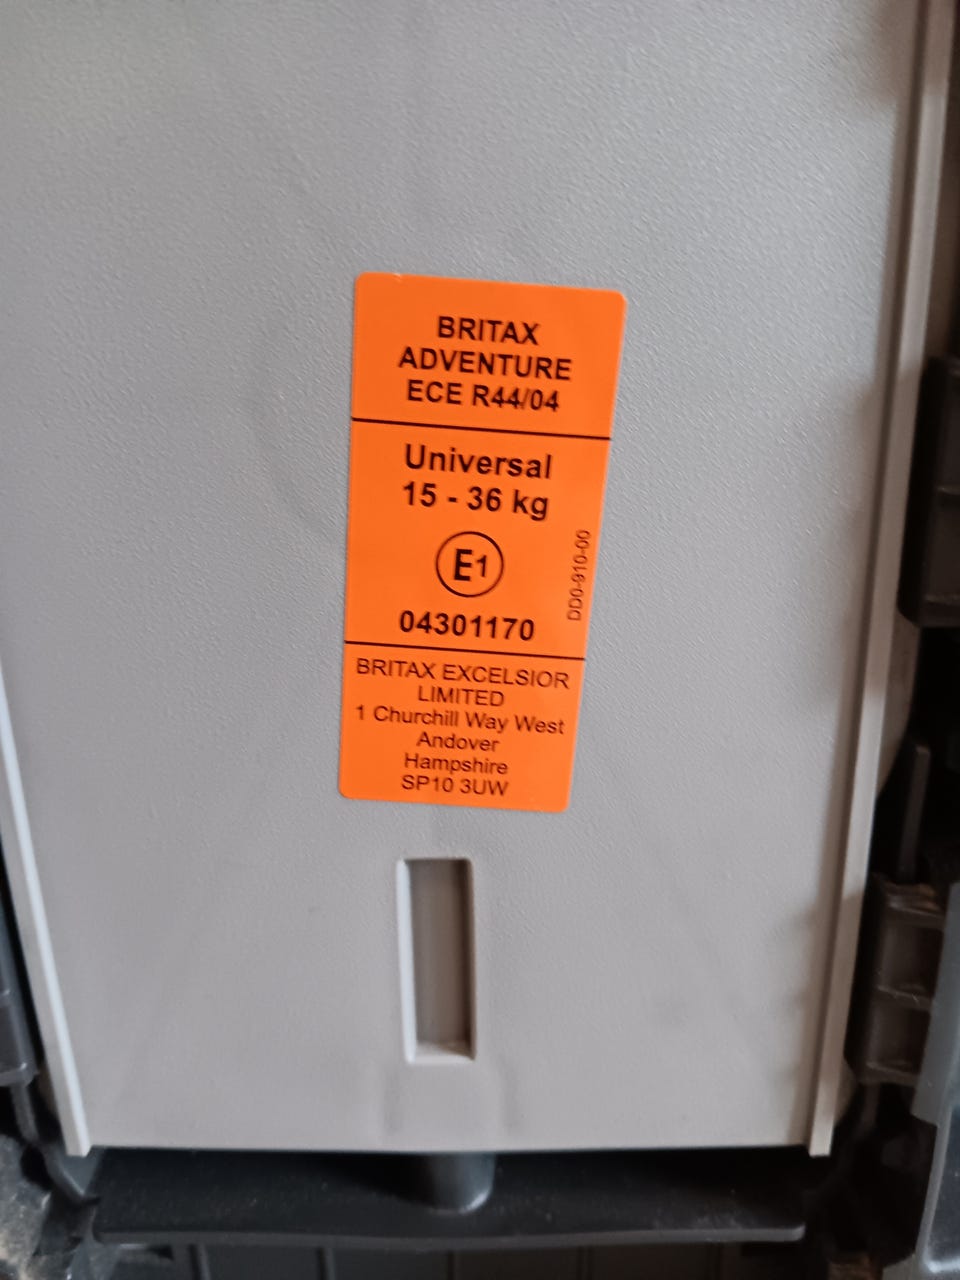 BRITAX
ADVENTURE
ECE R44/04
Universal
15 - 36 kg
E1
04301170
DD0-910-00
BRITAX EXCELSIOR
LIMITED
1 Churchill Way West
Andover
Hampshire
SP10 3UW